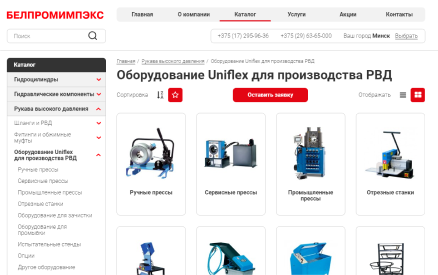 БЕЛПРОМИМПЭКС
Главная О компании Каталог Услуги Акции Контакты
Поиск
+375 (17) 295-96-36 +375 (29) 63-65-000 Ваш город Минск Выбрать
Каталог
Гидроцилиндры
Гидравлические компоненты
Рукава высокого давления
Шланги и РВД
Фитинги и обжимные
муфты
Оборудование Uniflex
для производства РВД
Ручные прессы
Сервисные прессы
Промышленные прессы
Отрезные станки
Оборудование для зачистки
Оборудование для
промывки
Испытательные стенды
Опции
Другое оборудование
Главная / Рукава высокого давления / Оборудование Uniflex для производства РВД
Оборудование Uniflex для производства РВД
Сортировка
Оставить заявку
Отображать
Ручные прессы
Сервисные прессы
Промышленные
прессы
Отрезные станки